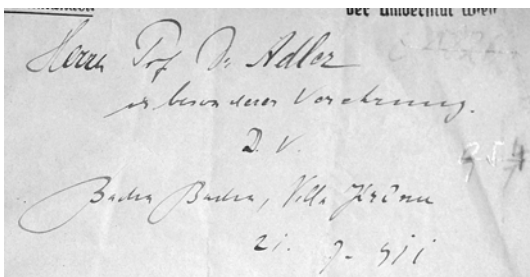 der Universität Wien
Herrn Prof Dr Adler
in besonderer Verehrung.
D. V.
Baden Baden, Villa
21. 9. 911